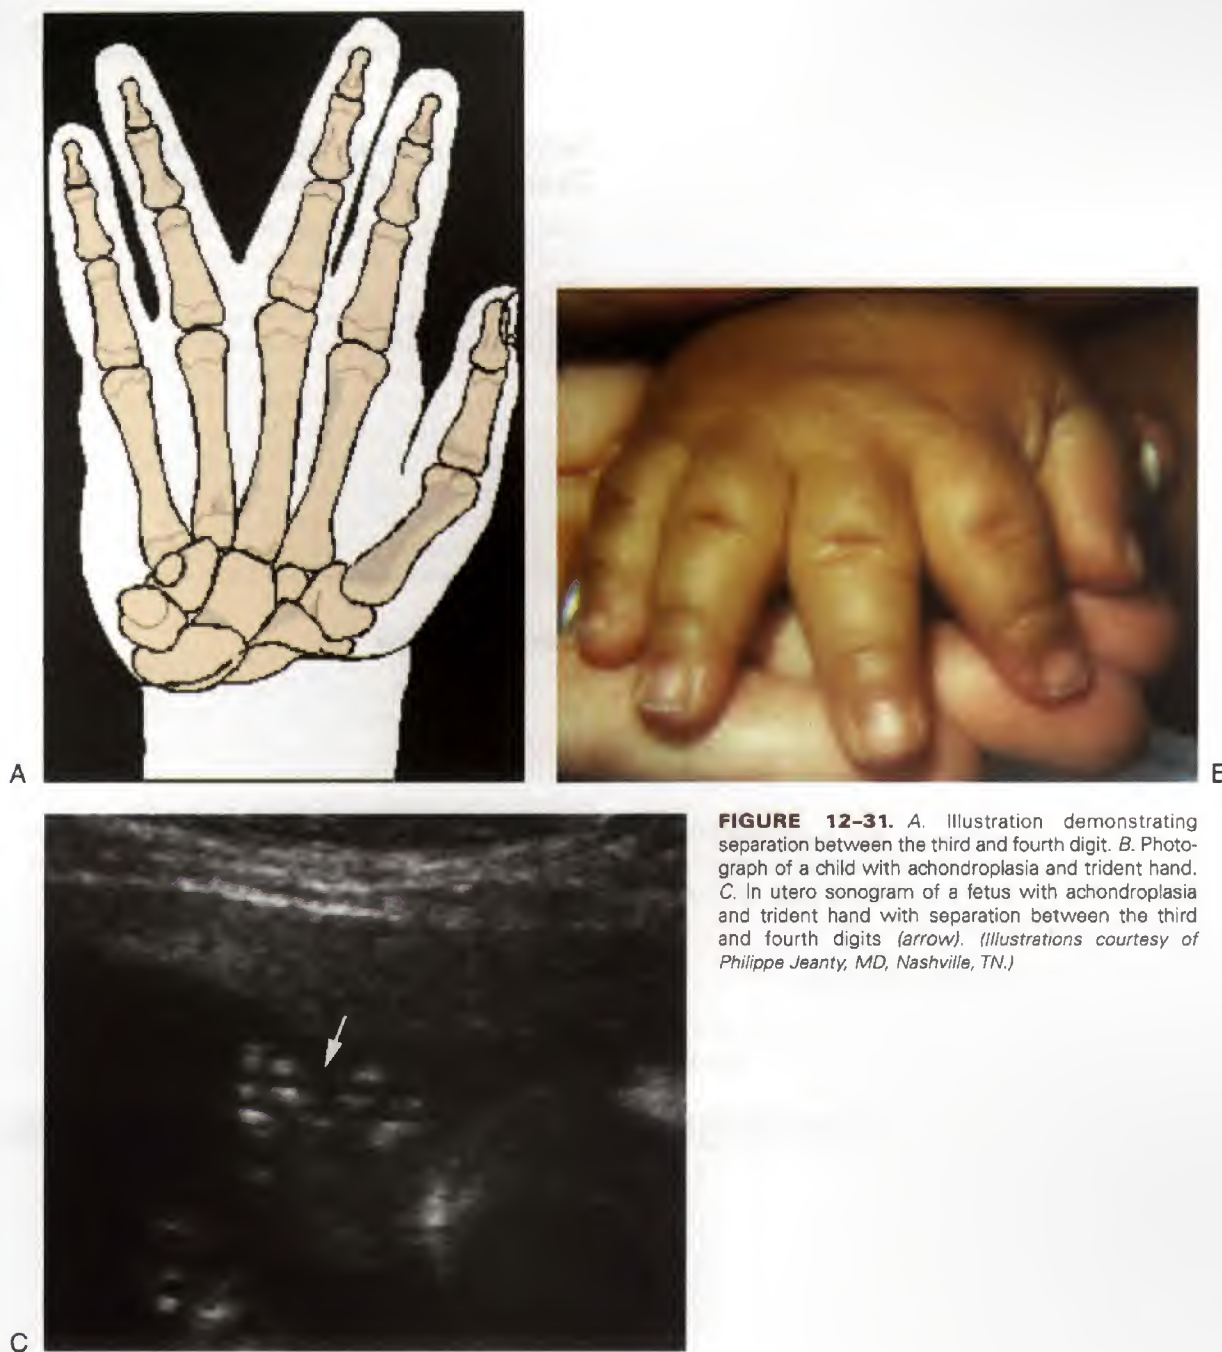 A
B
FIGURE 12–31. A. Illustration demonstrating
separation between the third and fourth digit. B. Photo-
graph of a child with achondroplasia and trident hand.
C. In utero sonogram of a fetus with achondroplasia
and trident hand with separation between the third
and fourth digits (arrow). (Illustrations courtesy of
Philippe Jeanty, MD, Nashville, TN.)
C